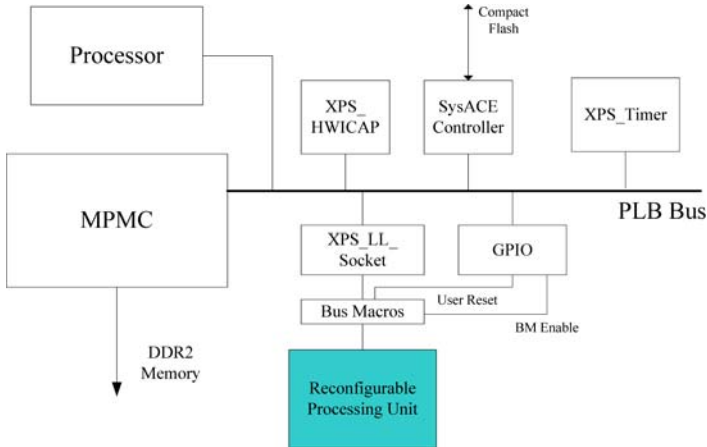 Compact
Flash
Processor
XPS_
HWICAP
SysACE
Controller
XPS_Timer
MPMC
PLB Bus
XPS_LL_
Socket
GPIO
User Reset
Bus Macros
BM Enable
DDR2
Memory
Reconfigurable
Processing Unit